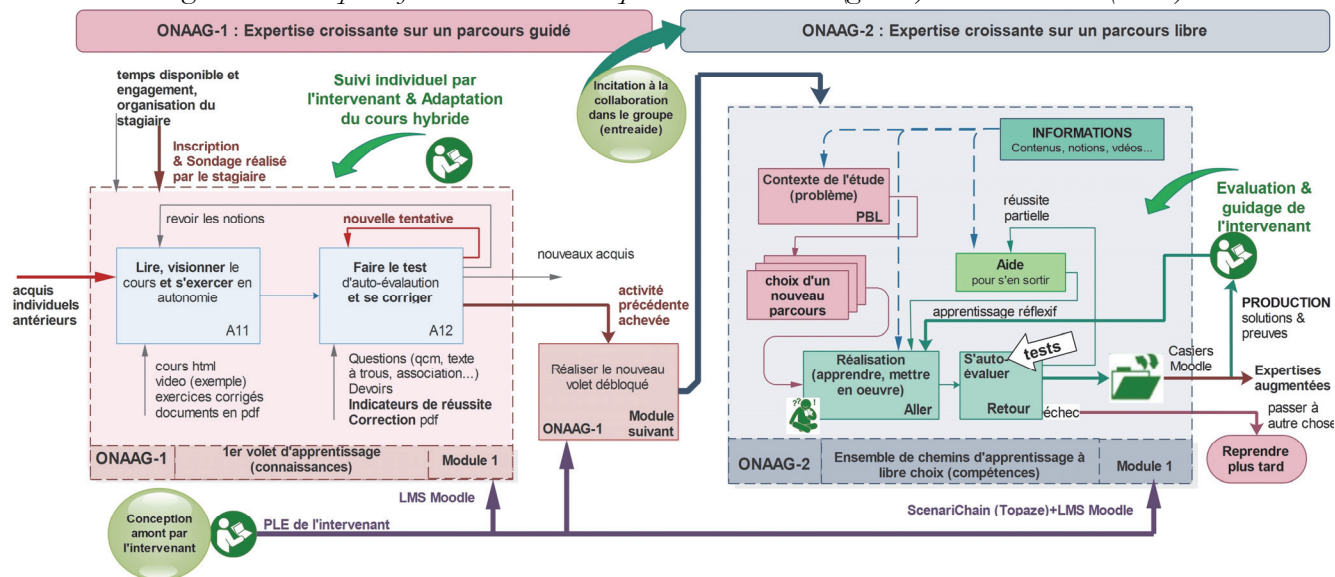 ONAAG-1 : Expertise croissante sur un parcours guidé
ONAAG-2 : Expertise croissante sur un parcours libre
temps disponible et
engagement,
organisation du
stagiaire
Inscription
& Sondage réalisé
par le stagiaire
Suivi individuel par
l'intervenant & Adaptation
du cours hybride
Incitation à la
collaboration
dans le groupe
(entreaide)
revoir les notions
nouvelle tentative
acquis
individuels
antérieurs
Lire, visionner le
cours et s'exercer en
autonomie
A11
Faire le test
d'auto-évalaution
et se corriger
A12
nouveaux acquis
activité
précédente
achevée
cours html
video (exemple)
exercices corrigés
documents en pdf
Questions (qcm, texte
à trous, association...)
Devoirs
Indicateurs de réussite
Correction pdf
Réaliser le nouveau
volet débloqué
Module
suivant
ONAAG-1
ONAAG-1
1er volet d'apprentissage
(connaissances)
Module 1
LMS Moodle
Conception
amont par
l'intervenant
PLE de l'intervenant
ScenariChain (Topaze)+LMS Moodle
INFORMATIONS
Contenus, notions, vdéos...
Contexte de l'étude
(problème)
PBL
réussite
partielle
Evaluation &
guidage de
l'intervenant
choix d'un
nouveau
parcours
Aide
pour s'en sortir
apprentissage réflexif
PRODUCTION
solutions &
preuves
Réalisation
(apprendre, mettre
en oeuvre)
Aller
S'auto-
évaluer
tests
Retour
Casiers
Moodle
Expertises
augmentées
échec
passer à
autre chose
Reprendre
plus tard
ONAAG-2
Ensemble de chemins d'apprentissage à
libre choix (compétences)
Module 1